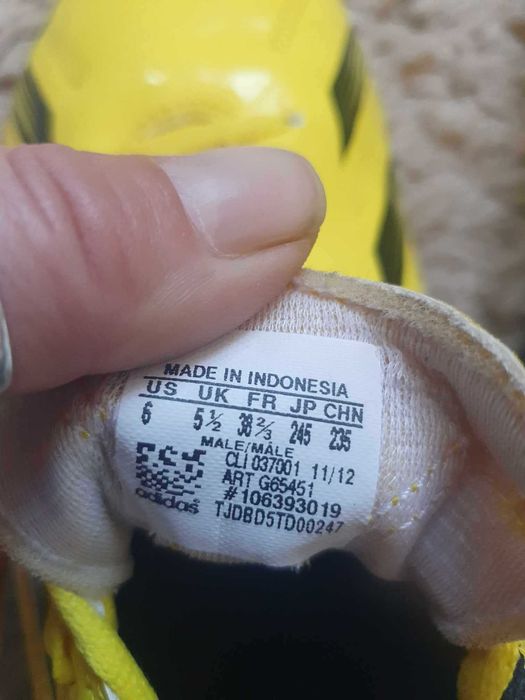 MADE IN INDONESIA
US UK FR JP CHN
6 5½ 38⅔ 245 235
MALE/MÂLE
CLI 037001 11/12
ART G65451
#106393019
adidas
TJDBD5TD00247